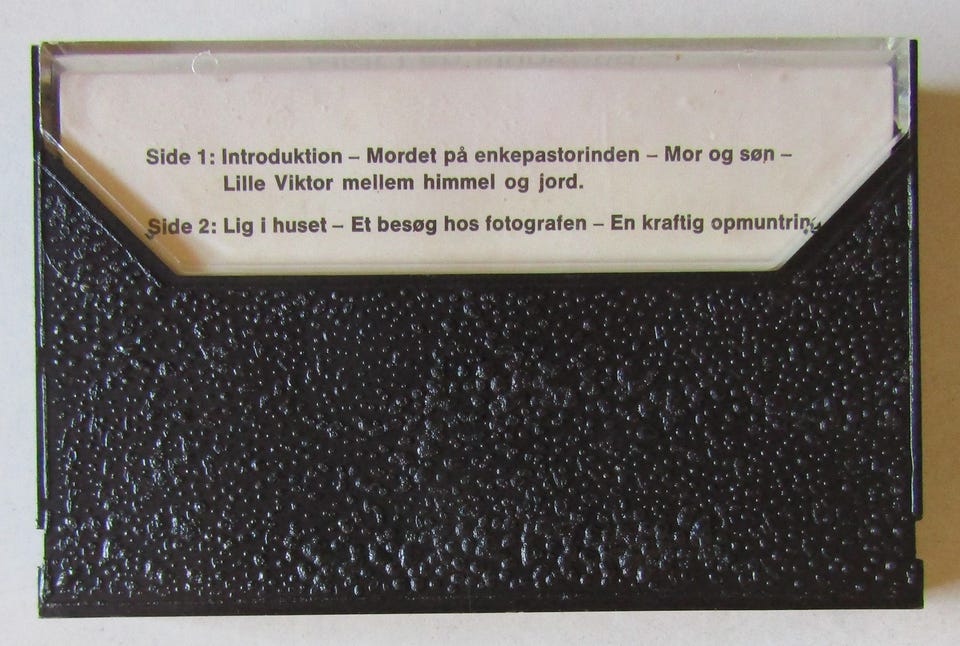 Side 1: Introduktion – Mordet på enkepastorinden – Mor og søn –
Lille Viktor mellem himmel og jord.
Side 2: Lig i huset – Et besøg hos fotografen – En kraftig opmuntring